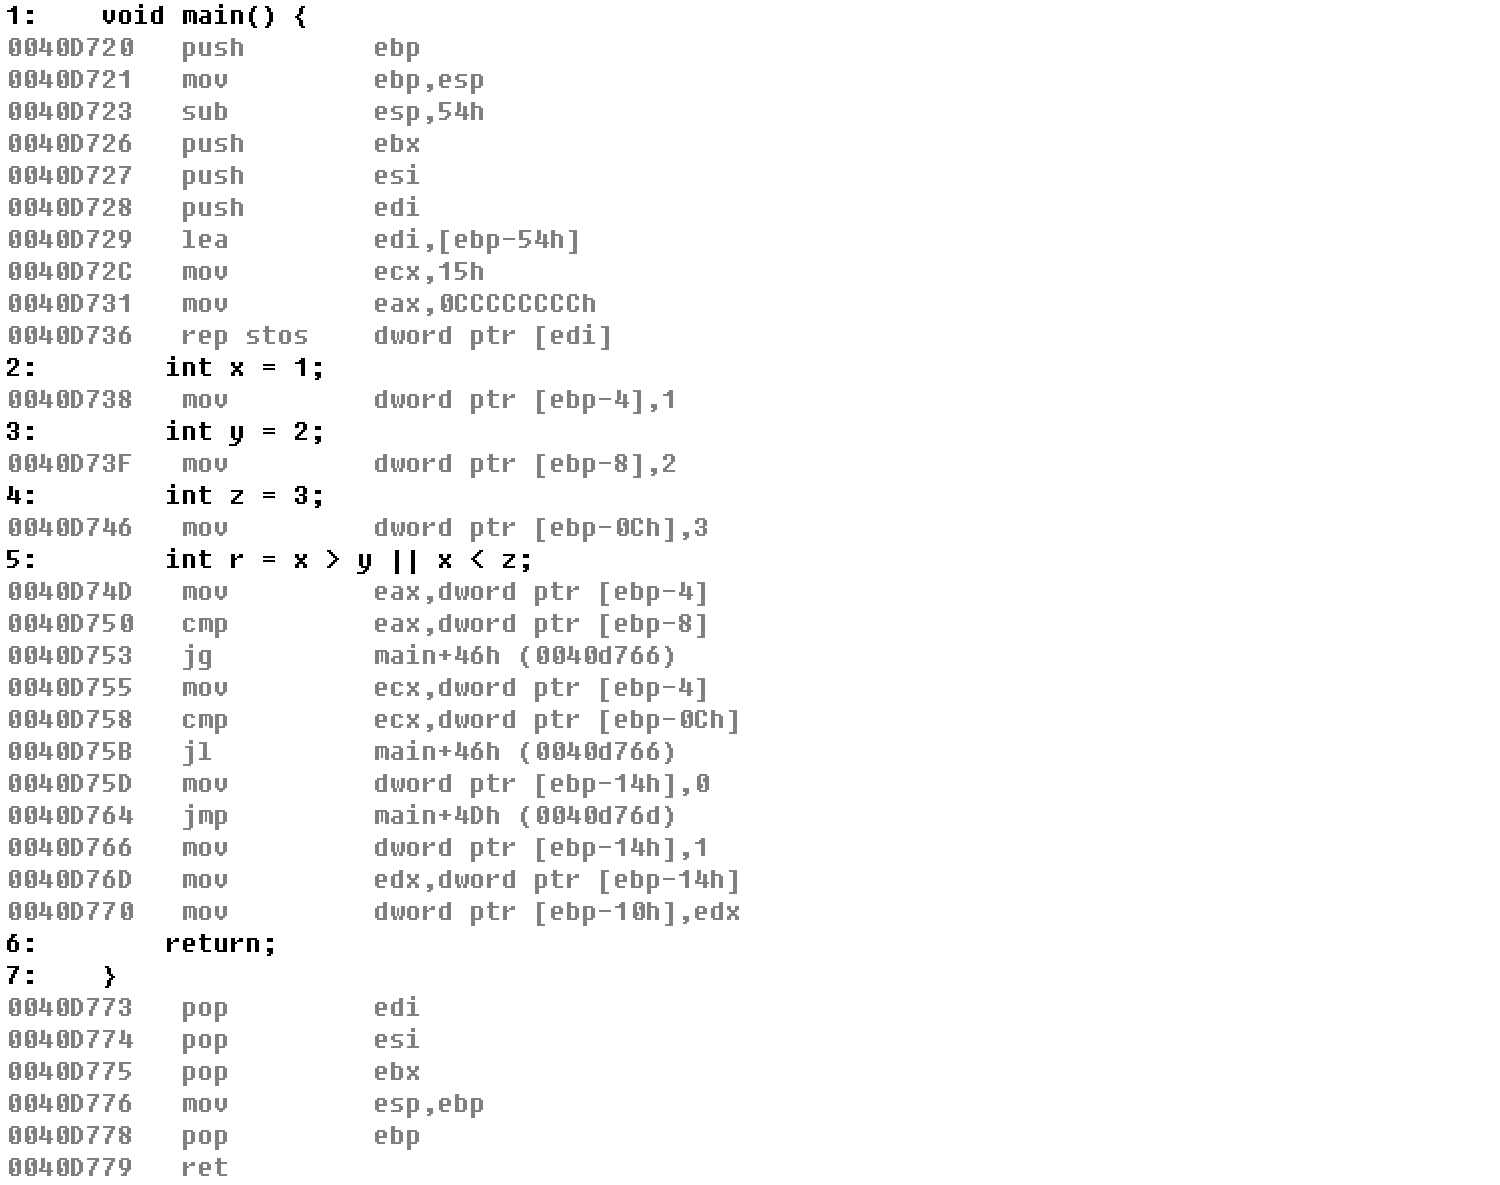 1:    void main() {
0040D720   push        ebp
0040D721   mov         ebp,esp
0040D723   sub         esp,54h
0040D726   push        ebx
0040D727   push        esi
0040D728   push        edi
0040D729   lea         edi,[ebp-54h]
0040D72C   mov         ecx,15h
0040D731   mov         eax,0CCCCCCCCh
0040D736   rep stos    dword ptr [edi]
2:        int x = 1;
0040D738   mov         dword ptr [ebp-4],1
3:        int y = 2;
0040D73F   mov         dword ptr [ebp-8],2
4:        int z = 3;
0040D746   mov         dword ptr [ebp-0Ch],3
5:        int r = x > y || x < z;
0040D74D   mov         eax,dword ptr [ebp-4]
0040D750   cmp         eax,dword ptr [ebp-8]
0040D753   jg          main+46h (0040d766)
0040D755   mov         ecx,dword ptr [ebp-4]
0040D758   cmp         ecx,dword ptr [ebp-0Ch]
0040D75B   jl          main+46h (0040d766)
0040D75D   mov         dword ptr [ebp-14h],0
0040D764   jmp         main+4Dh (0040d76d)
0040D766   mov         dword ptr [ebp-14h],1
0040D76D   mov         edx,dword ptr [ebp-14h]
0040D770   mov         dword ptr [ebp-10h],edx
6:        return;
7:    }
0040D773   pop         edi
0040D774   pop         esi
0040D775   pop         ebx
0040D776   mov         esp,ebp
0040D778   pop         ebp
0040D779   ret